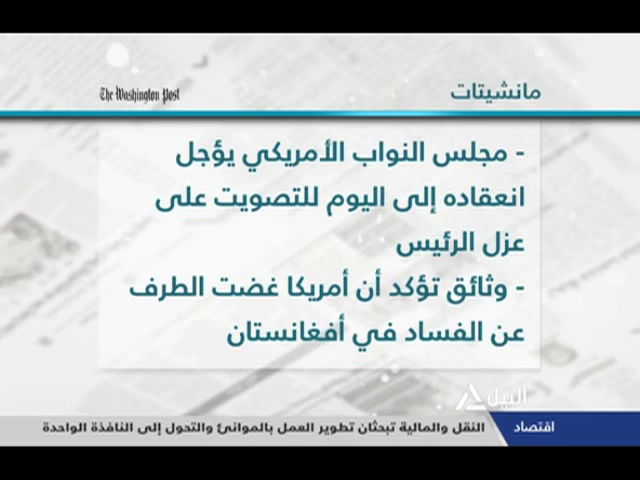 مانشيتات
The Washington Post
- مجلس النواب الأمريكي يؤجل
انعقاده إلى اليوم للتصويت على
عزل الرئيس
- وثائق تؤكد أن أمريكا غضت الطرف
عن الفساد في أفغانستان
النيل
اقتصاد
النقل والمالية تبحثان تطوير العمل بالموانئ والتحول إلى النافذة الواحدة